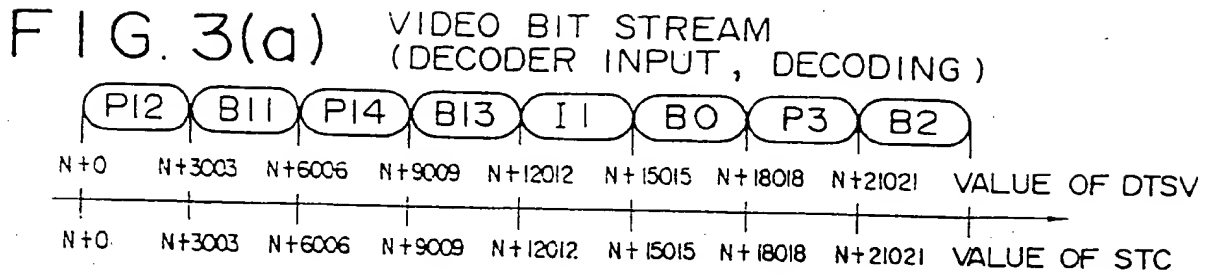 FIG. 3(a) VIDEO BIT STREAM
(DECODER INPUT, DECODING)
P12 B11 P14 B13 I1 B0 P3 B2
N+0 N+3003 N+6006 N+9009 N+12012 N+15015 N+18018 N+21021 VALUE OF DTSV
N+0 N+3003 N+6006 N+9009 N+12012 N+15015 N+18018 N+21021 VALUE OF STC